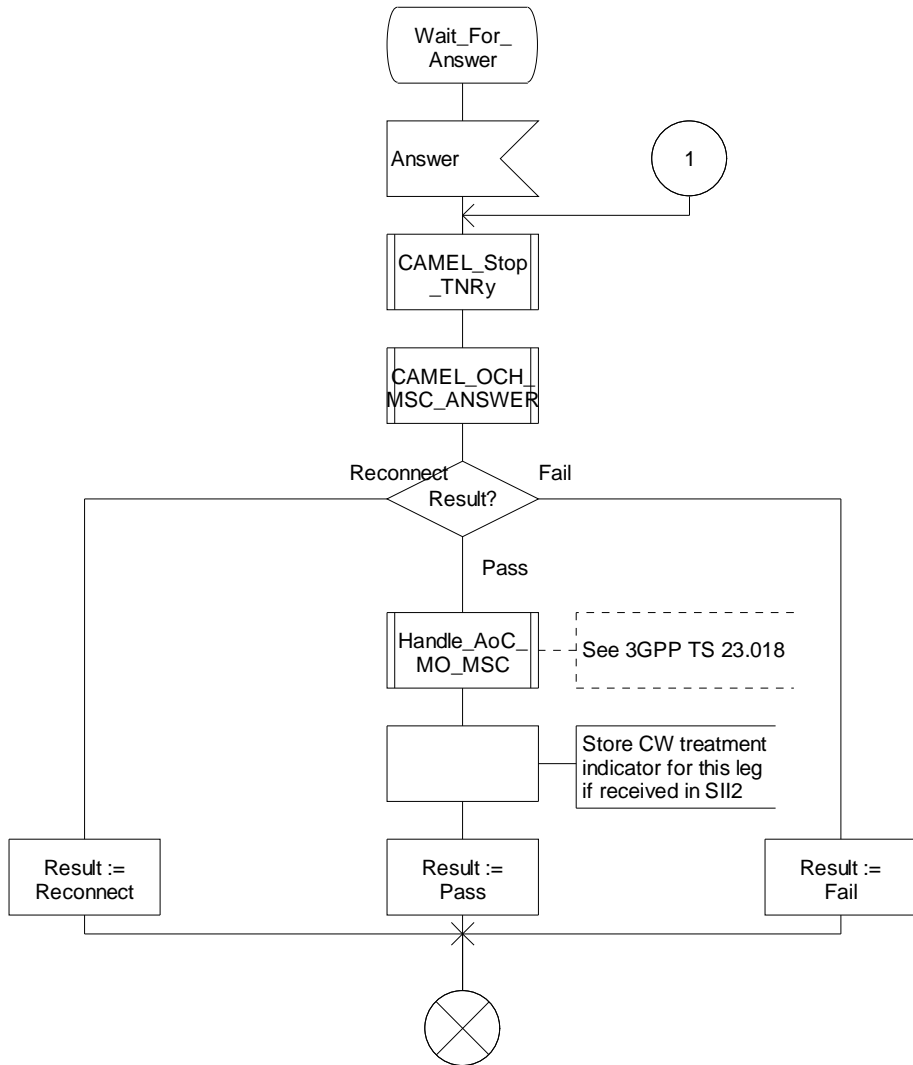 Wait_For_
Answer
Answer
1
CAMEL_Stop
_TNRy
CAMEL_OCH_
MSC_ANSWER
Reconnect
Fail
Result?
Pass
Handle_AoC_
MO_MSC
See 3GPP TS 23.018
Store CW treatment
indicator for this leg
if received in SII2
Result :=
Reconnect
Result :=
Pass
Result :=
Fail